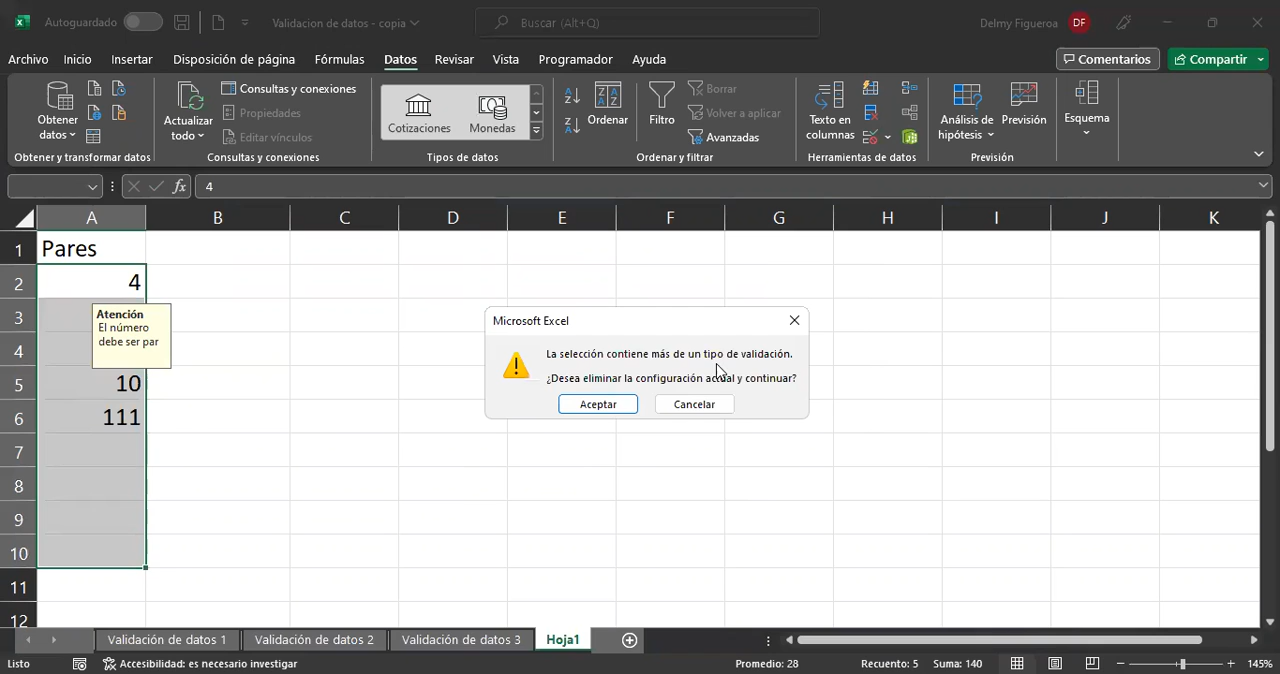 Autoguardado
Validacion de datos - copia
Buscar (Alt+Q)
Delmy Figueroa
DF
Archivo
Inicio
Insertar
Disposición de página
Fórmulas
Datos
Revisar
Vista
Programador
Ayuda
Comentarios
Compartir
Obtener
datos
Obtener y transformar datos
Actualizar
todo
Consultas y conexiones
Propiedades
Editar vínculos
Consultas y conexiones
Cotizaciones
Monedas
Tipos de datos
Ordenar
Filtro
Borrar
Volver a aplicar
Avanzadas
Ordenar y filtrar
Texto en
columnas
Herramientas de datos
Análisis de
hipótesis
Previsión
Previsión
Esquema
fx
4
A B C D E F G H I J K
1 Pares
2 4
3
4
5 10
6 111
7
8
9
10
11
12
Atención
El número
debe ser par
Microsoft Excel
La selección contiene más de un tipo de validación.
¿Desea eliminar la configuración actual y continuar?
Aceptar
Cancelar
Validación de datos 1
Validación de datos 2
Validación de datos 3
Hoja1
Listo
Accesibilidad: es necesario investigar
Promedio: 28
Recuento: 5
Suma: 140
145%